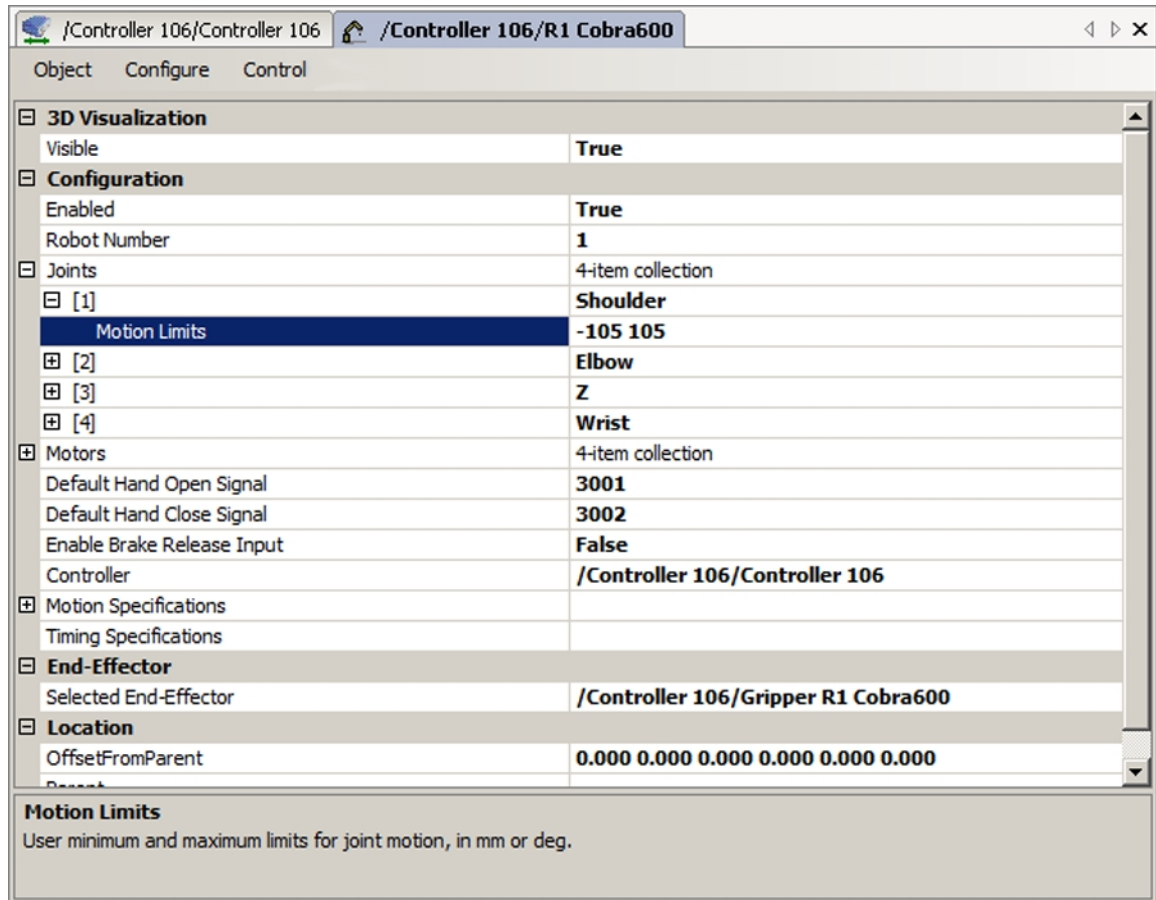 /Controller 106/Controller 106 /Controller 106/R1 Cobra600
Object Configure Control
3D Visualization
Visible True
Configuration
Enabled True
Robot Number 1
Joints 4-item collection
[1] Shoulder
Motion Limits -105 105
[2] Elbow
[3] Z
[4] Wrist
Motors 4-item collection
Default Hand Open Signal 3001
Default Hand Close Signal 3002
Enable Brake Release Input False
Controller /Controller 106/Controller 106
Motion Specifications
Timing Specifications
End-Effector
Selected End-Effector /Controller 106/Gripper R1 Cobra600
Location
OffsetFromParent 0.000 0.000 0.000 0.000 0.000 0.000
Motion Limits
User minimum and maximum limits for joint motion, in mm or deg.